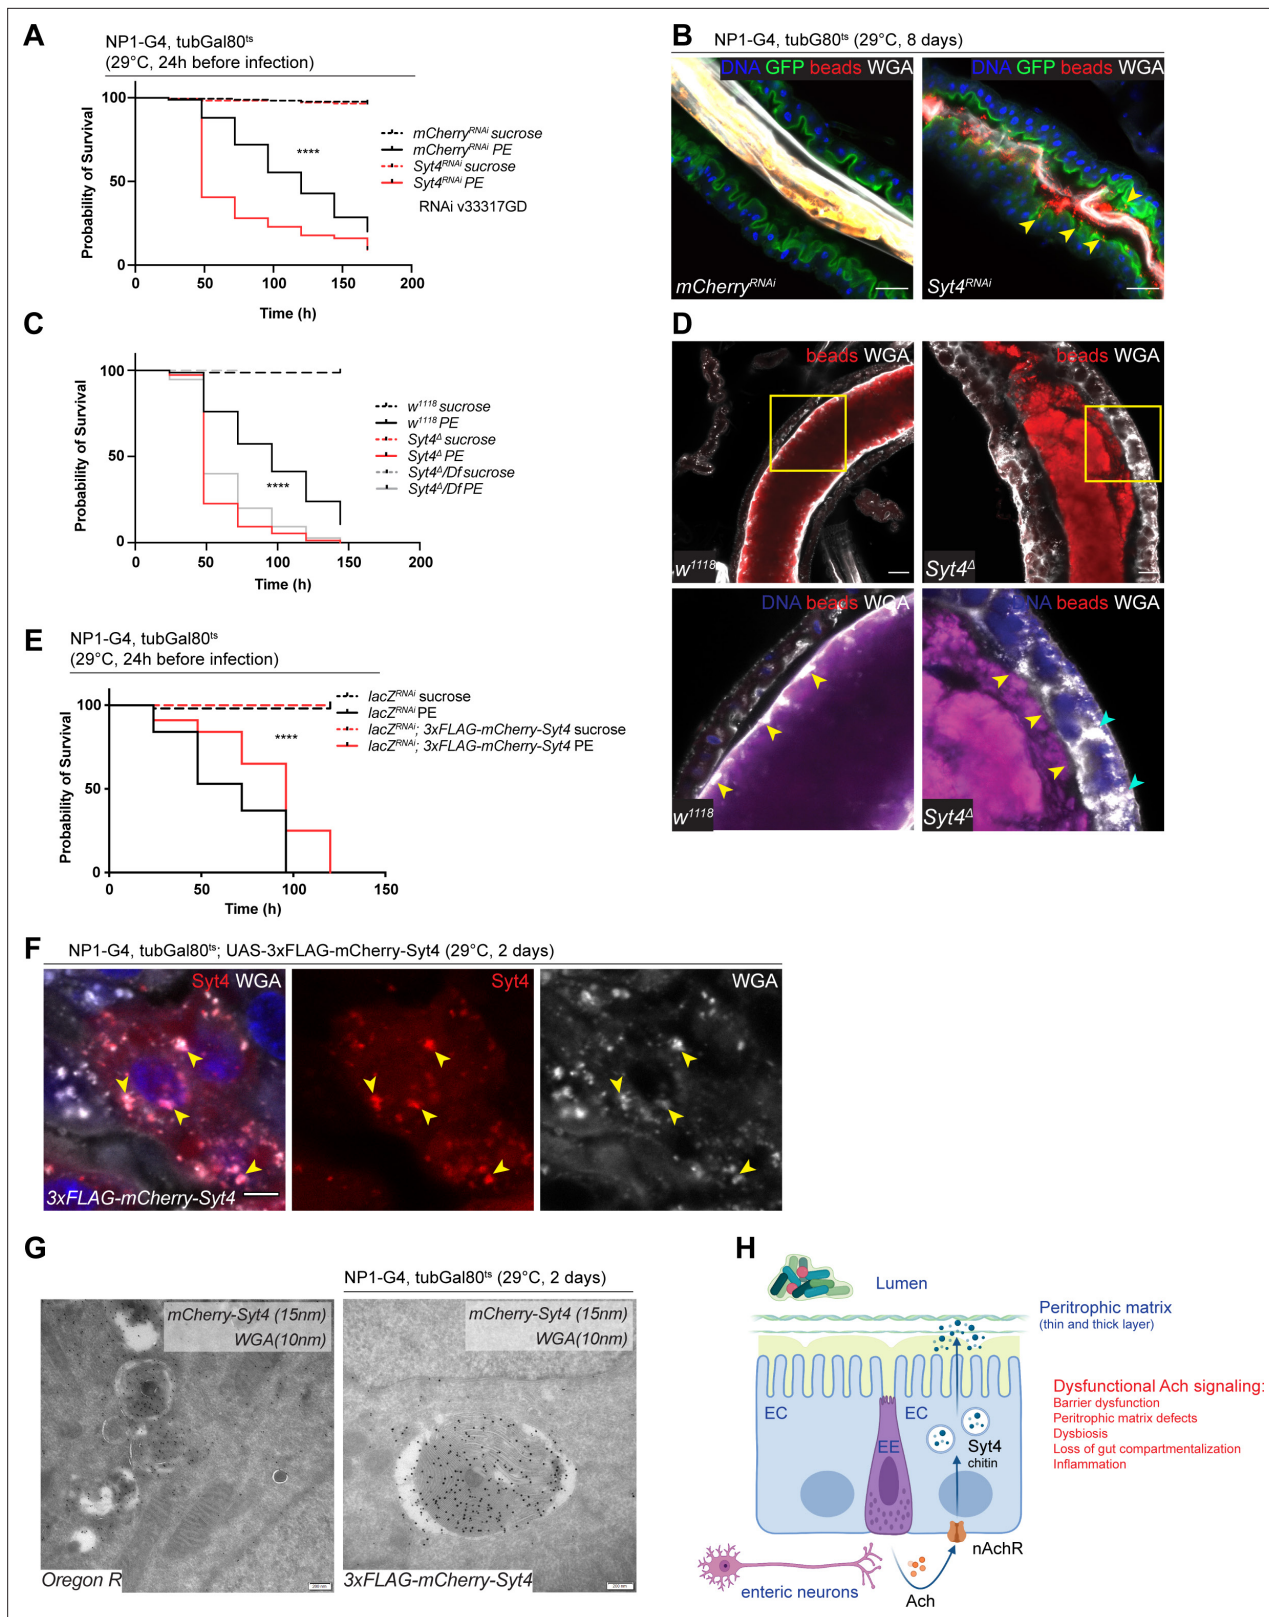 A
NP1-G4, tubGal80ts
(29°C, 24h before infection)
Probability of Survival
100
50
0
0 50 100 150 200
Time (h)
****
mCherryRNAi sucrose
mCherryRNAi PE
Syt4RNAi sucrose
Syt4RNAi PE
RNAi v33317GD
B
NP1-G4, tubG80ts (29°C, 8 days)
DNA GFP beads WGA
mCherryRNAi
DNA GFP beads WGA
Syt4RNAi
C
Probability of Survival
100
50
0
0 50 100 150 200
Time (h)
****
w1118 sucrose
w1118 PE
Syt4Δ sucrose
Syt4Δ PE
Syt4Δ/Df sucrose
Syt4Δ/Df PE
D
beads WGA
w1118
beads WGA
Syt4Δ
DNA beads WGA
w1118
DNA beads WGA
Syt4Δ
E
NP1-G4, tubGal80ts
(29°C, 24h before infection)
Probability of Survival
100
50
0
0 50 100 150
Time (h)
****
lacZRNAi sucrose
lacZRNAi PE
lacZRNAi; 3xFLAG-mCherry-Syt4 sucrose
lacZRNAi; 3xFLAG-mCherry-Syt4 PE
F
NP1-G4, tubGal80ts; UAS-3xFLAG-mCherry-Syt4 (29°C, 2 days)
Syt4 WGA
3xFLAG-mCherry-Syt4
Syt4
WGA
G
mCherry-Syt4 (15nm)
WGA(10nm)
Oregon R
200 nm
NP1-G4, tubGal80ts (29°C, 2 days)
mCherry-Syt4 (15nm)
WGA(10nm)
3xFLAG-mCherry-Syt4
200 nm
H
Lumen
Peritrophic matrix
(thin and thick layer)
EC
EE
EC
Syt4
chitin
nAchR
enteric neurons
Ach
Dysfunctional Ach signaling:
Barrier dysfunction
Peritrophic matrix defects
Dysbiosis
Loss of gut compartmentalization
Inflammation